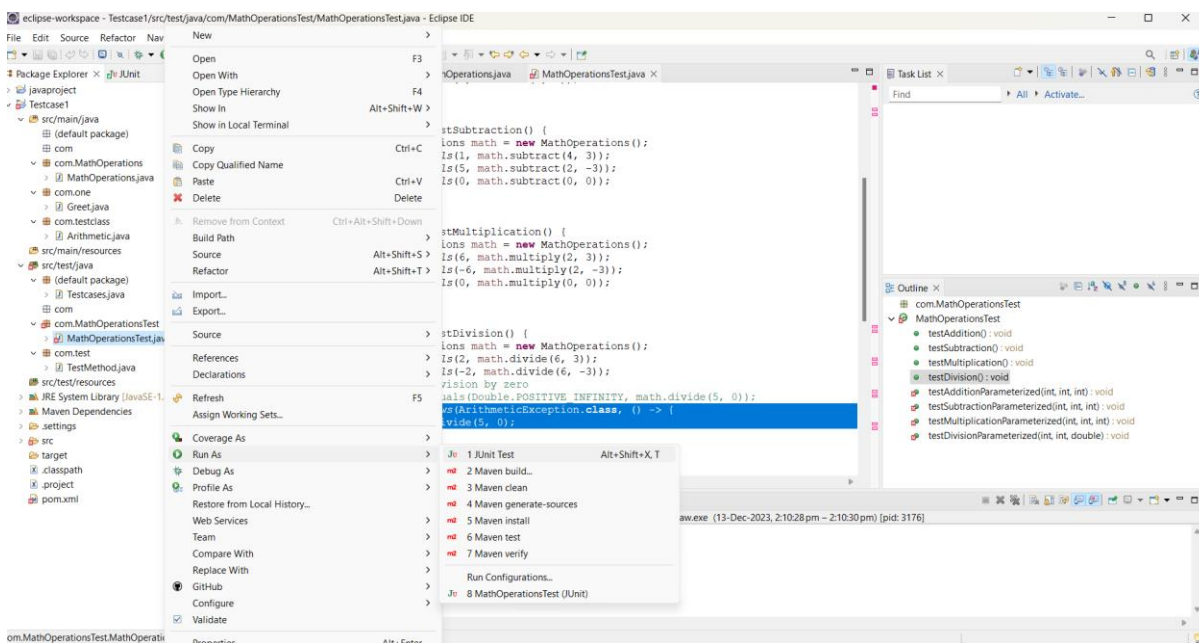 eclipse-workspace - Testcase1/src/test/java/com/MathOperationsTest/MathOperationsTest.java - Eclipse IDE
File Edit Source Refactor Nav
Package Explorer × JUnit
javaproject
Testcase1
src/main/java
(default package)
com
com.MathOperations
MathOperations.java
com.one
Greet.java
com.testclass
Arithmetic.java
src/main/resources
src/test/java
(default package)
Testcases.java
com
com.MathOperationsTest
MathOperationsTest.jav
com.test
TestMethod.java
src/test/resources
JRE System Library [JavaSE-1.
Maven Dependencies
.settings
src
target
.classpath
.project
pom.xml
New
Open F3
Open With
Open Type Hierarchy F4
Show In Alt+Shift+W
Show in Local Terminal
Copy Ctrl+C
Copy Qualified Name
Paste Ctrl+V
Delete Delete
Remove from Context Ctrl+Alt+Shift+Down
Build Path
Source Alt+Shift+S
Refactor Alt+Shift+T
Import...
Export...
Source
References
Declarations
Refresh F5
Assign Working Sets...
Coverage As
Run As
Debug As
Profile As
Restore from Local History...
Web Services
Team
Compare With
Replace With
GitHub
Configure
Validate
Properties Alt+Enter
1 JUnit Test Alt+Shift+X, T
2 Maven build...
3 Maven clean
4 Maven generate-sources
5 Maven install
6 Maven test
7 Maven verify
Run Configurations...
8 MathOperationsTest (JUnit)
hOperations.java MathOperationsTest.java ×
stSubtraction() {
ions math = new MathOperations();
ls(1, math.subtract(4, 3));
ls(5, math.subtract(2, -3));
ls(0, math.subtract(0, 0));
stMultiplication() {
ions math = new MathOperations();
ls(6, math.multiply(2, 3));
ls(-6, math.multiply(2, -3));
ls(0, math.multiply(0, 0));
stDivision() {
ions math = new MathOperations();
ls(2, math.divide(6, 3));
ls(-2, math.divide(6, -3));
vision by zero
uals(Double.POSITIVE_INFINITY, math.divide(5, 0));
ws(ArithmeticException.class, () -> {
ivide(5, 0);
aw.exe (13-Dec-2023, 2:10:28 pm – 2:10:30 pm) [pid: 3176]
Task List ×
Find All Activate...
Outline ×
com.MathOperationsTest
MathOperationsTest
testAddition() : void
testSubtraction() : void
testMultiplication() : void
testDivision() : void
testAdditionParameterized(int, int, int) : void
testSubtractionParameterized(int, int, int) : void
testMultiplicationParameterized(int, int, int) : void
testDivisionParameterized(int, int, double) : void
om.MathOperationsTest.MathOperati